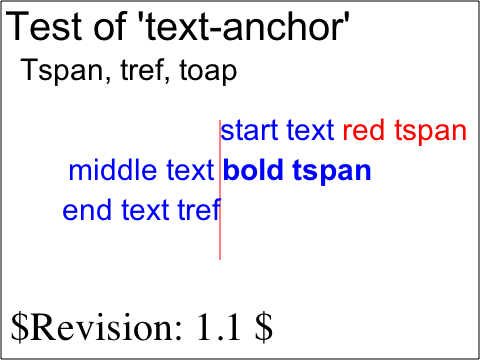 Test of 'text-anchor'
Tspan, tref, toap
start text red tspan
middle text bold tspan
end text tref
$Revision: 1.1 $